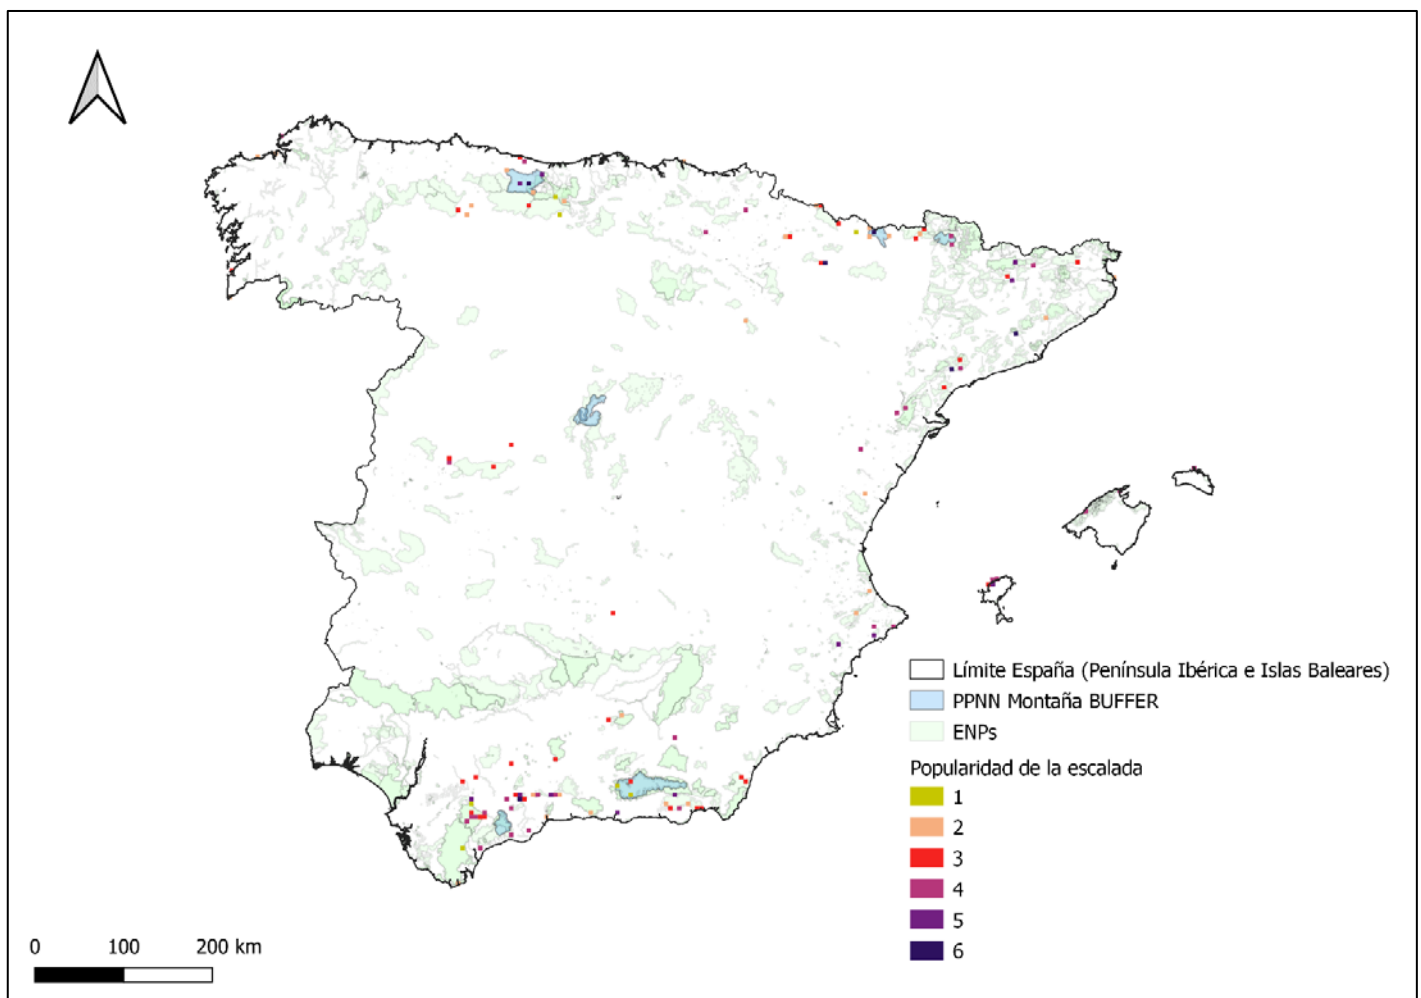 Límite España (Península Ibérica e Islas Baleares)
PPNN Montaña BUFFER
ENPs
Popularidad de la escalada
1
2
3
4
5
6
0 100 200 km